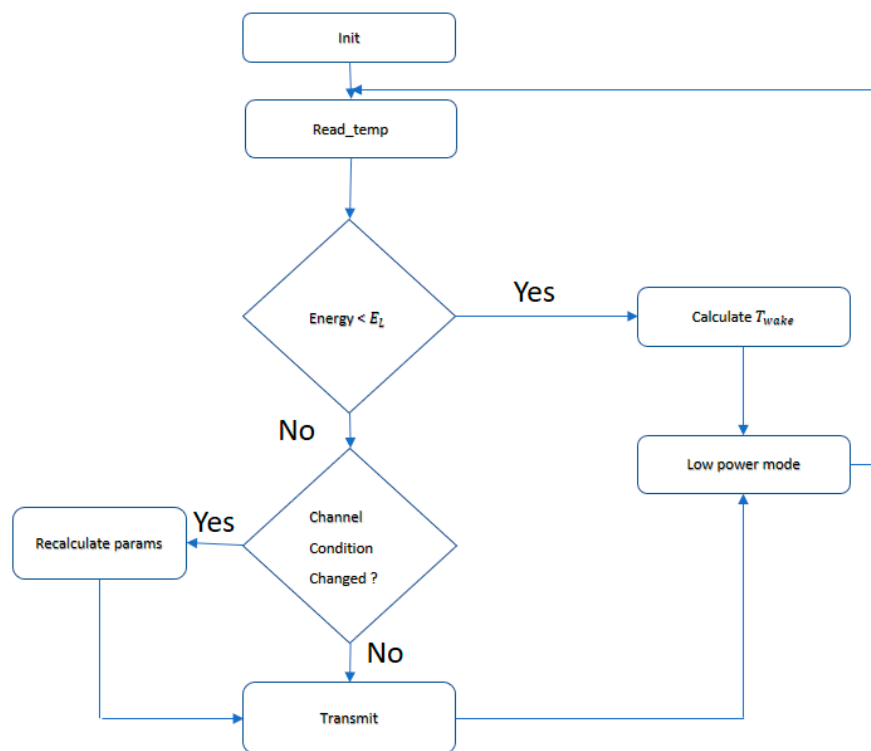 Init
Read_temp
Energy < E_L
Yes
Calculate T_wake
No
Low power mode
Channel
Condition
Changed ?
Yes
Recalculate params
No
Transmit